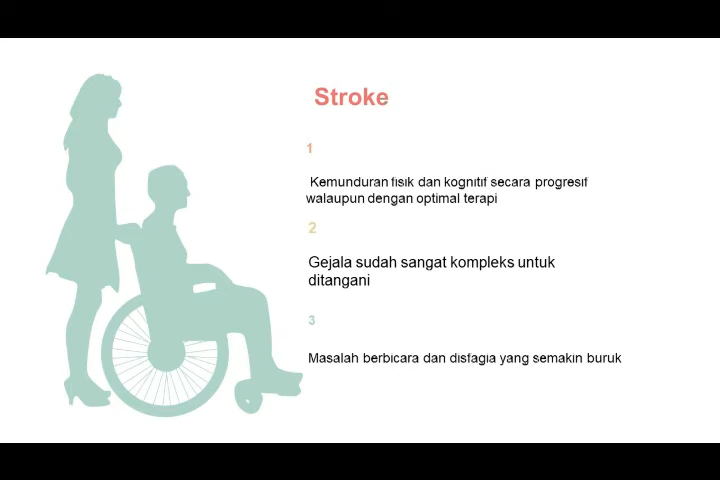 Stroke
1
Kemunduran fisik dan kognitif secara progresif
walaupun dengan optimal terapi
2
Gejala sudah sangat kompleks untuk
ditangani
3
Masalah berbicara dan disfagia yang semakin buruk